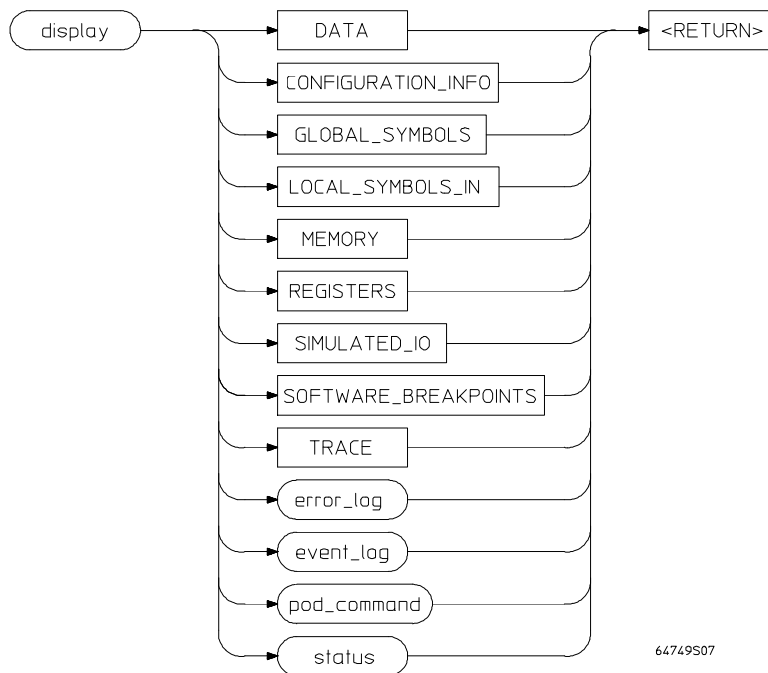 display
DATA
<RETURN>
CONFIGURATION_INFO
GLOBAL_SYMBOLS
LOCAL_SYMBOLS_IN
MEMORY
REGISTERS
SIMULATED_IO
SOFTWARE_BREAKPOINTS
TRACE
error_log
event_log
pod_command
status
64749S07